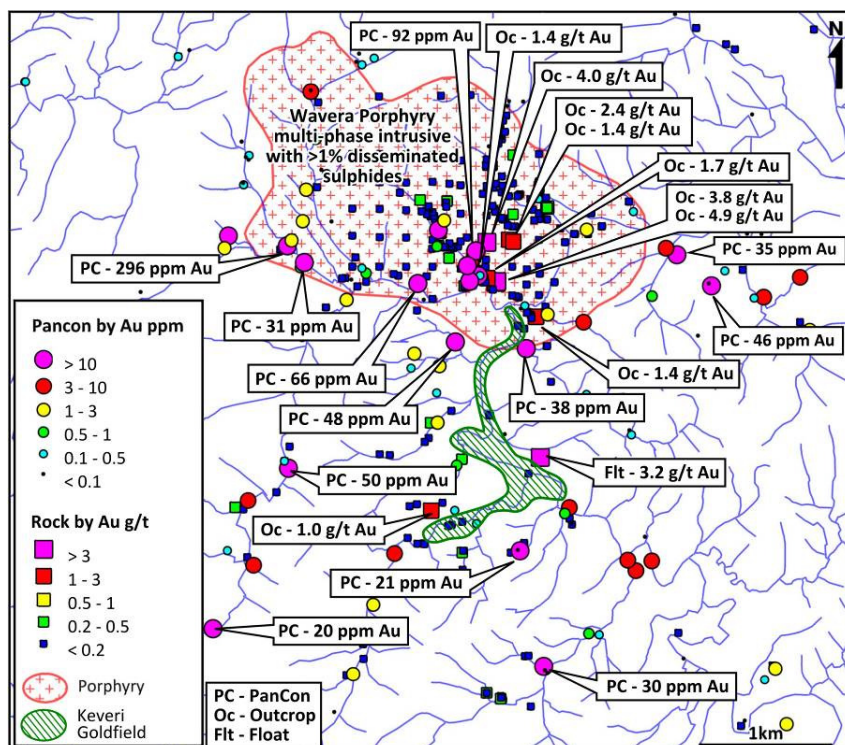 PC - 92 ppm Au
Oc - 1.4 g/t Au
N
Oc - 4.0 g/t Au
Wavera Porphyry
multi-phase intrusive
with >1% disseminated
sulphides
Oc - 2.4 g/t Au
Oc - 1.4 g/t Au
Oc - 1.7 g/t Au
Oc - 3.8 g/t Au
Oc - 4.9 g/t Au
PC - 296 ppm Au
PC - 35 ppm Au
PC - 31 ppm Au
PC - 46 ppm Au
PC - 66 ppm Au
Oc - 1.4 g/t Au
PC - 48 ppm Au
PC - 38 ppm Au
PC - 50 ppm Au
Flt - 3.2 g/t Au
Oc - 1.0 g/t Au
PC - 21 ppm Au
PC - 20 ppm Au
PC - 30 ppm Au
Pancon by Au ppm
> 10
3 - 10
1 - 3
0.5 - 1
0.1 - 0.5
< 0.1
Rock by Au g/t
> 3
1 - 3
0.5 - 1
0.2 - 0.5
< 0.2
Porphyry
Keveri
Goldfield
PC - PanCon
Oc - Outcrop
Flt - Float
1km